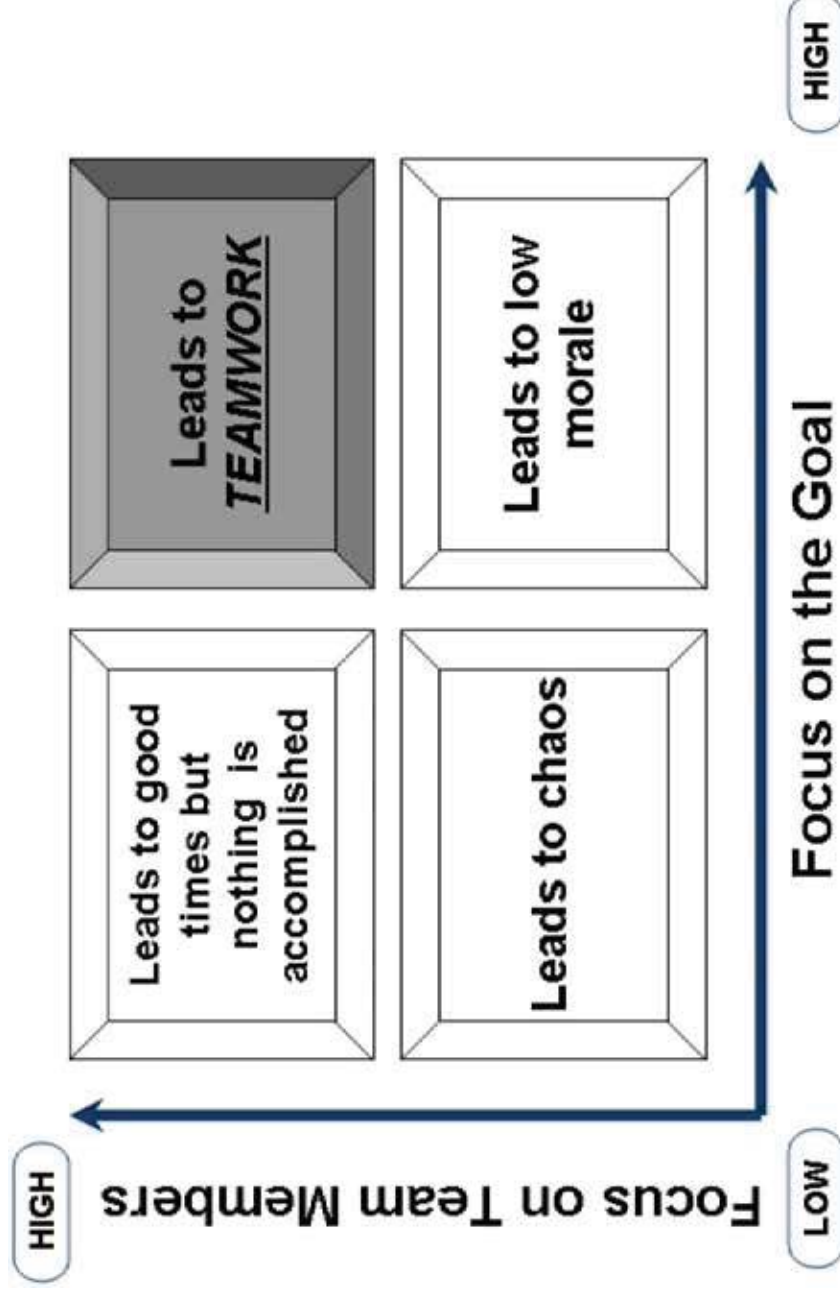 HIGH
Focus on Team Members
Leads to good
times but
nothing is
accomplished
Leads to
TEAMWORK
Leads to chaos
Leads to low
morale
LOW
Focus on the Goal
HIGH